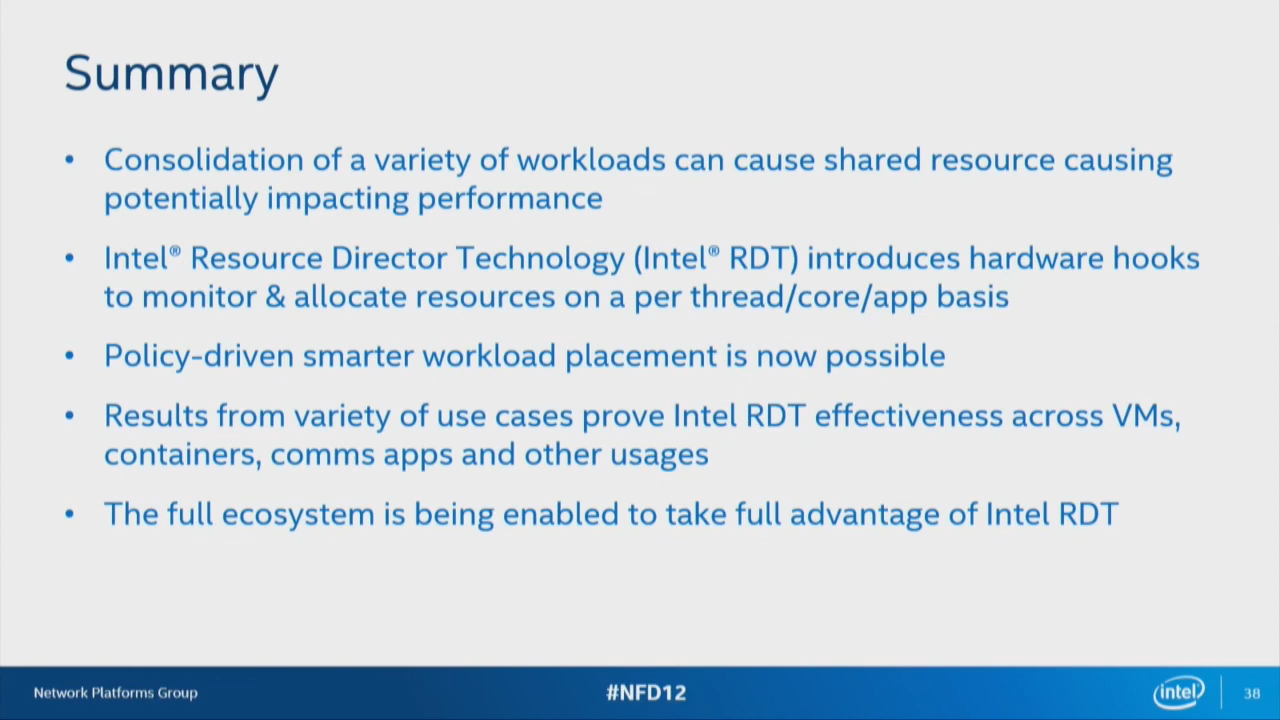 Summary
• Consolidation of a variety of workloads can cause shared resource causing
potentially impacting performance
• Intel® Resource Director Technology (Intel® RDT) introduces hardware hooks
to monitor & allocate resources on a per thread/core/app basis
• Policy-driven smarter workload placement is now possible
• Results from variety of use cases prove Intel RDT effectiveness across VMs,
containers, comms apps and other usages
• The full ecosystem is being enabled to take full advantage of Intel RDT
Network Platforms Group
#NFD12
intel
38